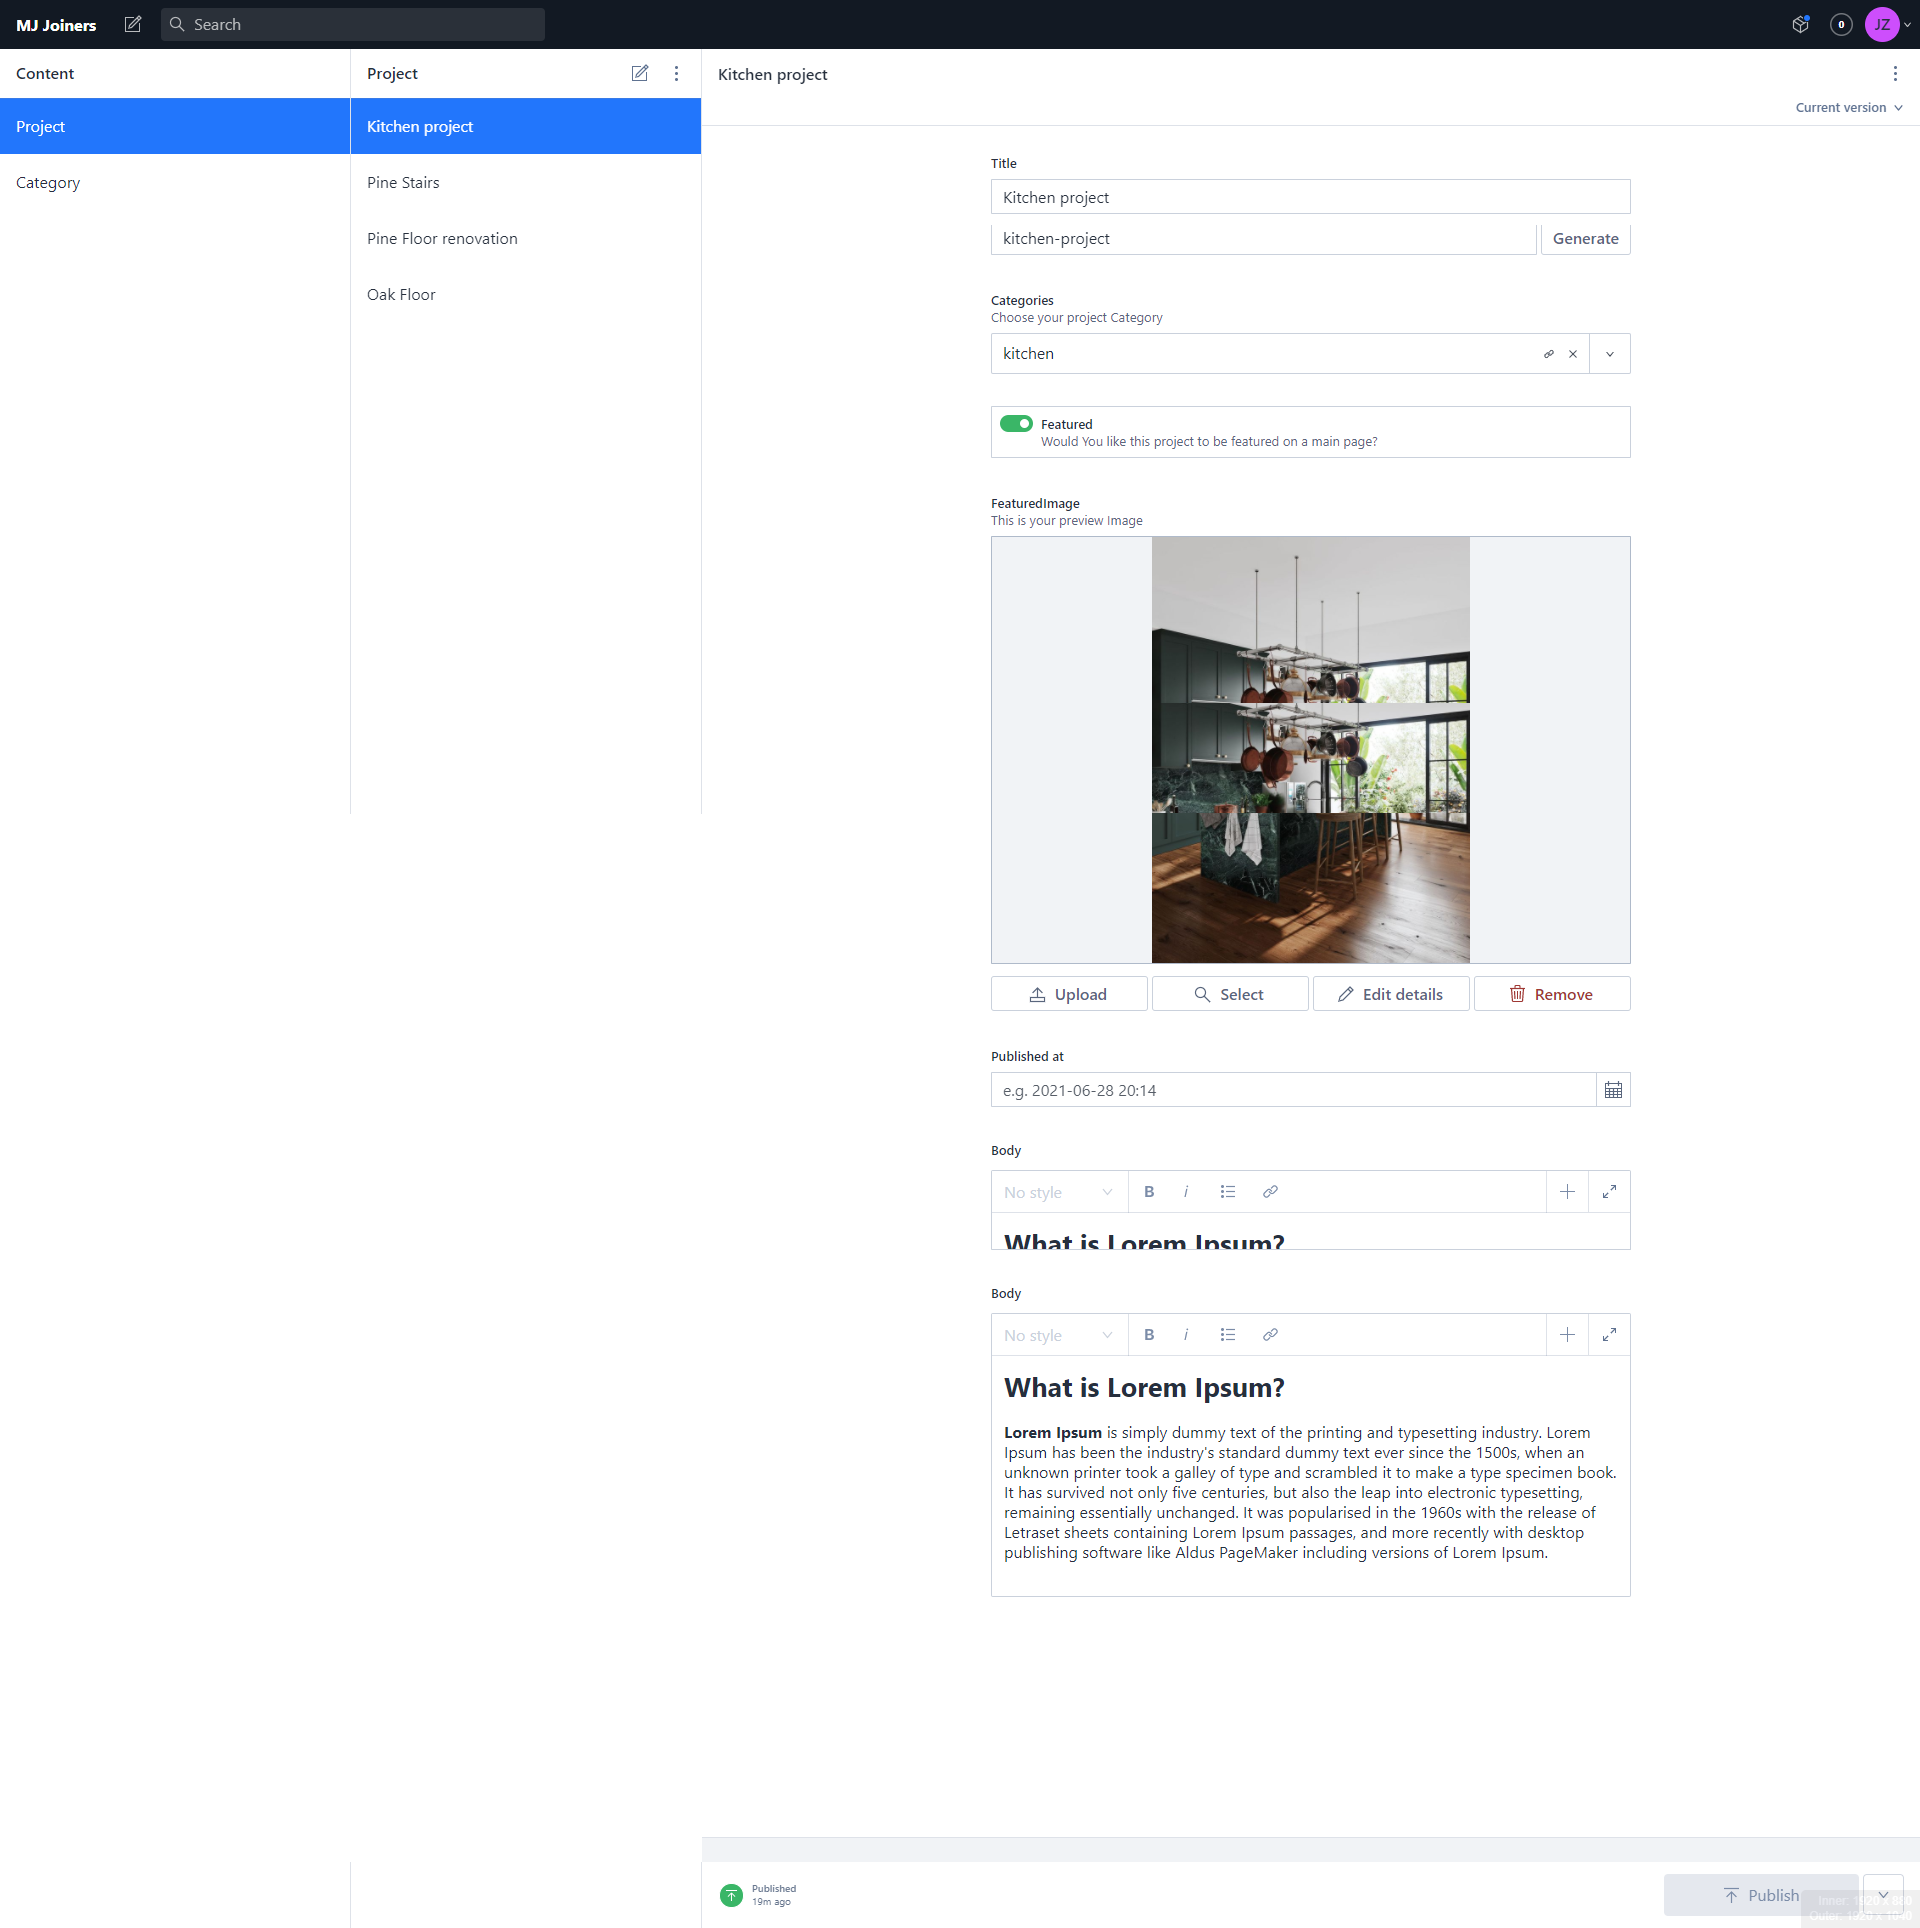 MJ Joiners
Search
0
JZ
Content
Project
Category
Project
Kitchen project
Pine Stairs
Pine Floor renovation
Oak Floor
Kitchen project
Current version
Title
Kitchen project
kitchen-project
Generate
Categories
Choose your project Category
kitchen
Featured
Would You like this project to be featured on a main page?
FeaturedImage
This is your preview Image
Upload
Select
Edit details
Remove
Published at
e.g. 2021-06-28 20:14
Body
No style
B
i
What is Lorem Ipsum?
Body
No style
B
i
What is Lorem Ipsum?
Lorem Ipsum is simply dummy text of the printing and typesetting industry. Lorem
Ipsum has been the industry's standard dummy text ever since the 1500s, when an
unknown printer took a galley of type and scrambled it to make a type specimen book.
It has survived not only five centuries, but also the leap into electronic typesetting,
remaining essentially unchanged. It was popularised in the 1960s with the release of
Letraset sheets containing Lorem Ipsum passages, and more recently with desktop
publishing software like Aldus PageMaker including versions of Lorem Ipsum.
Published
19m ago
Publish
Inner: 1920 x
Outer: 1920 x